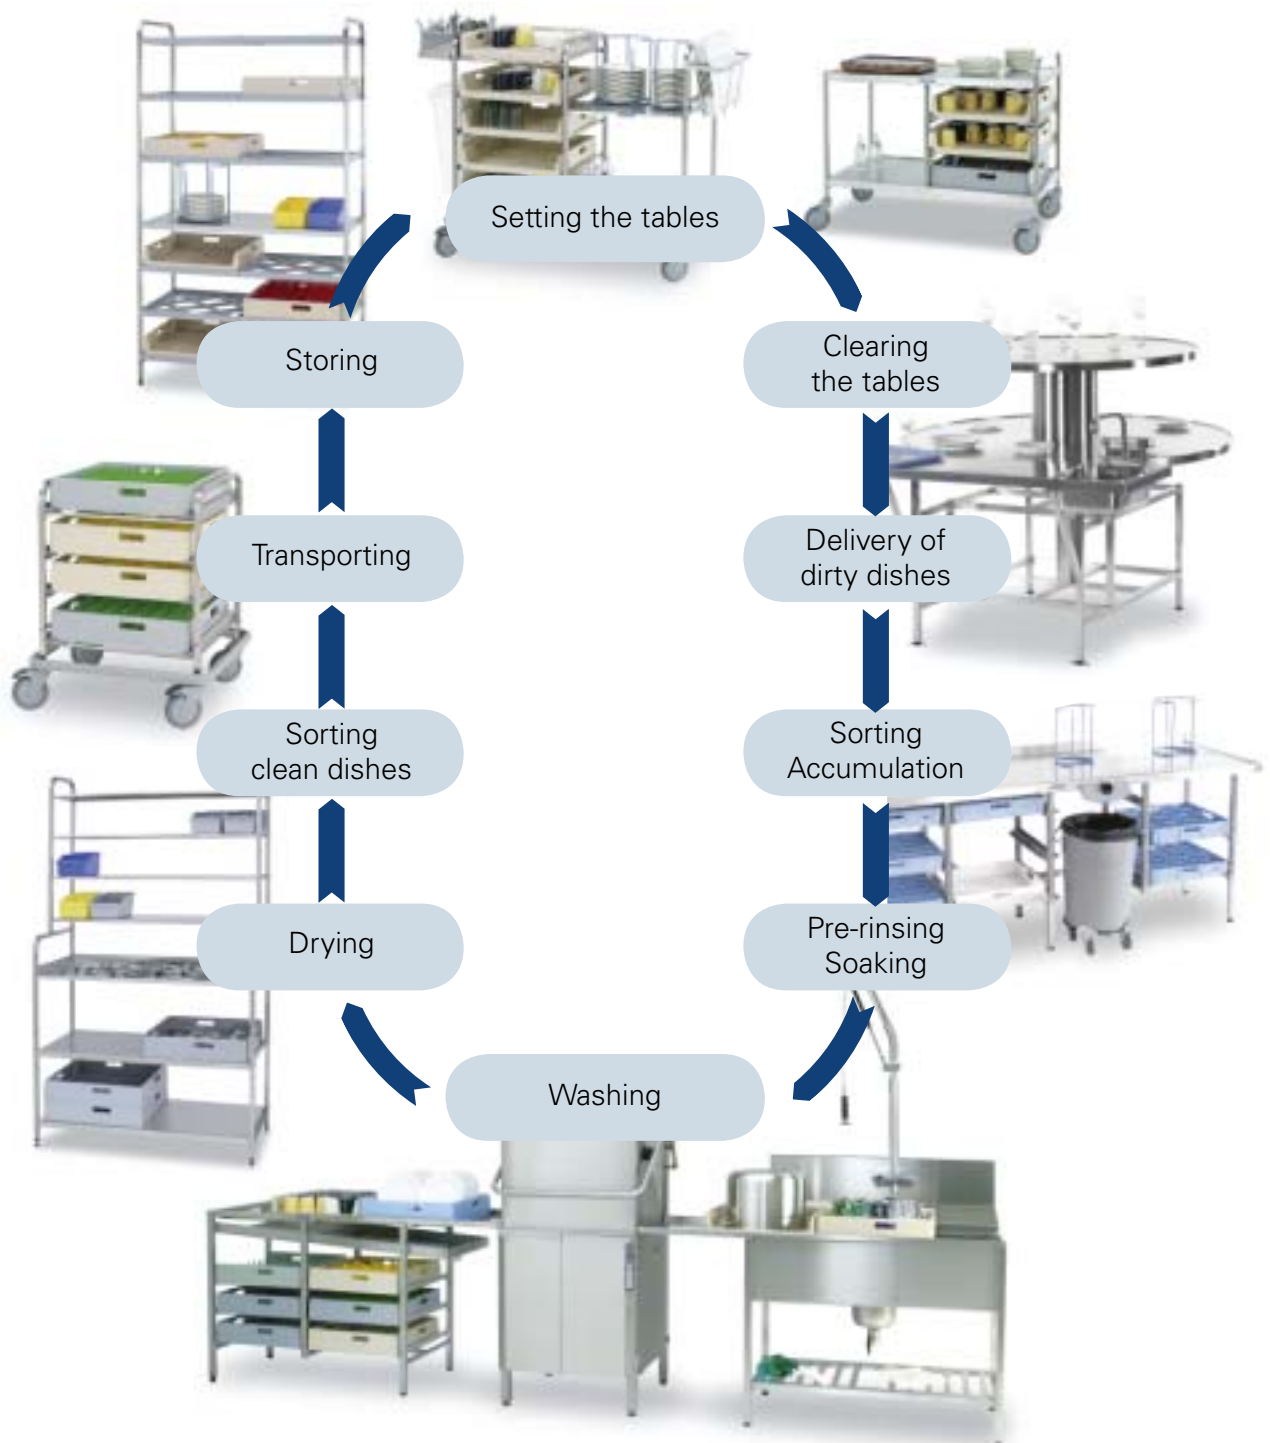 Setting the tables
Clearing
the tables
Delivery of
dirty dishes
Sorting
Accumulation
Pre-rinsing
Soaking
Washing
Drying
Sorting
clean dishes
Transporting
Storing